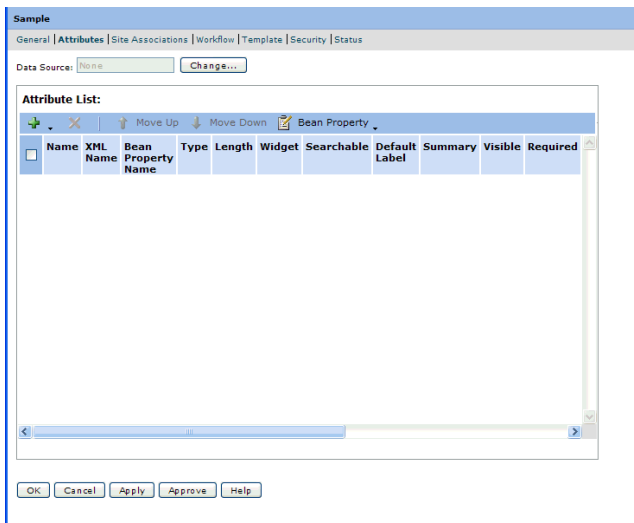 Sample
General | Attributes | Site Associations | Workflow | Template | Security | Status
Data Source: None Change...
Attribute List:
Move Up Move Down Bean Property
Name XML Name Bean Property Name Type Length Widget Searchable Default Label Summary Visible Required
OK Cancel Apply Approve Help